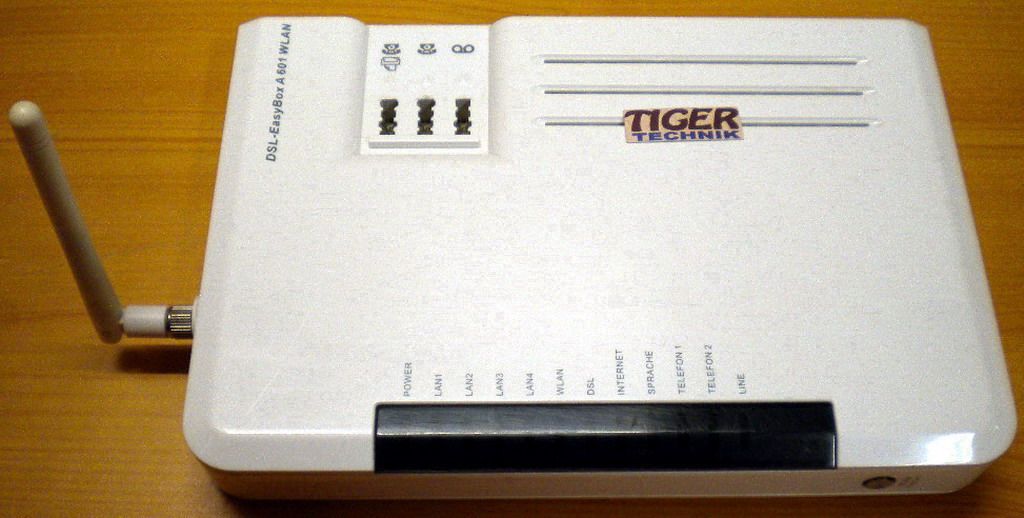 DSL-EasyBox A 601 WLAN
TIGER
TECHNIK
POWER
LAN1
LAN2
LAN3
LAN4
WLAN
DSL
INTERNET
SPRACHE
TELEFON 1
TELEFON 2
LINE